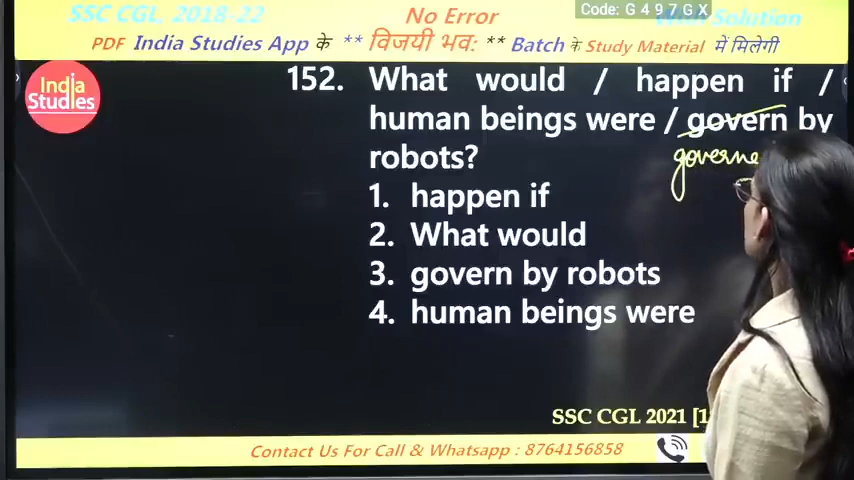 SSC CGL, 2018-22
No Error
Code: G 4 9 7 G X
With Solution
PDF India Studies App के ** विजयी भव: ** Batch के Study Material में मिलेगी
India
Studies
152. What would / happen if /
human beings were / govern by
robots?
governe
1. happen if
2. What would
3. govern by robots
4. human beings were
SSC CGL 2021 [1
Contact Us For Call & Whatsapp : 8764156858